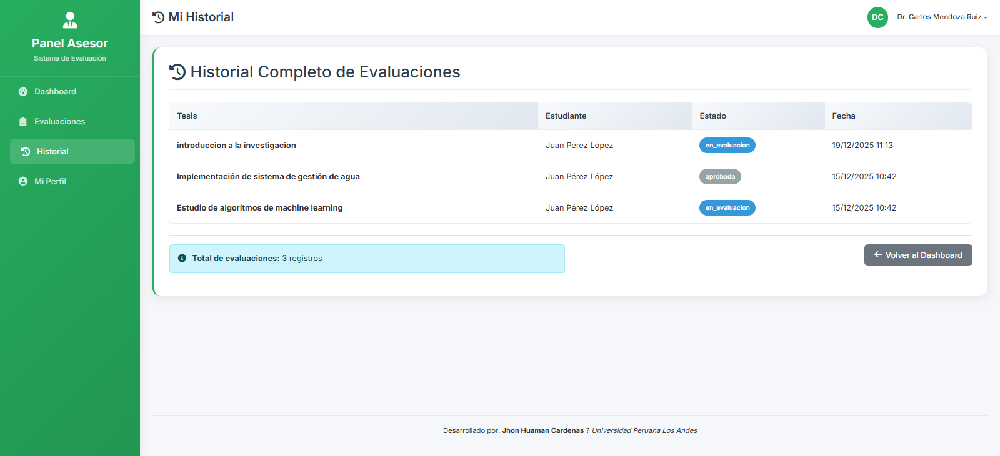 Panel Asesor
Sistema de Evaluación
Dashboard
Evaluaciones
Historial
Mi Perfil
Mi Historial
DC Dr. Carlos Mendoza Ruiz
Historial Completo de Evaluaciones
Tesis Estudiante Estado Fecha
introduccion a la investigacion Juan Pérez López en_evaluacion 19/12/2025 11:13
Implementación de sistema de gestión de agua Juan Pérez López aprobada 15/12/2025 10:42
Estudio de algoritmos de machine learning Juan Pérez López en_evaluacion 15/12/2025 10:42
Total de evaluaciones: 3 registros
Volver al Dashboard
Desarrollado por: Jhon Huaman Cardenas ? Universidad Peruana Los Andes